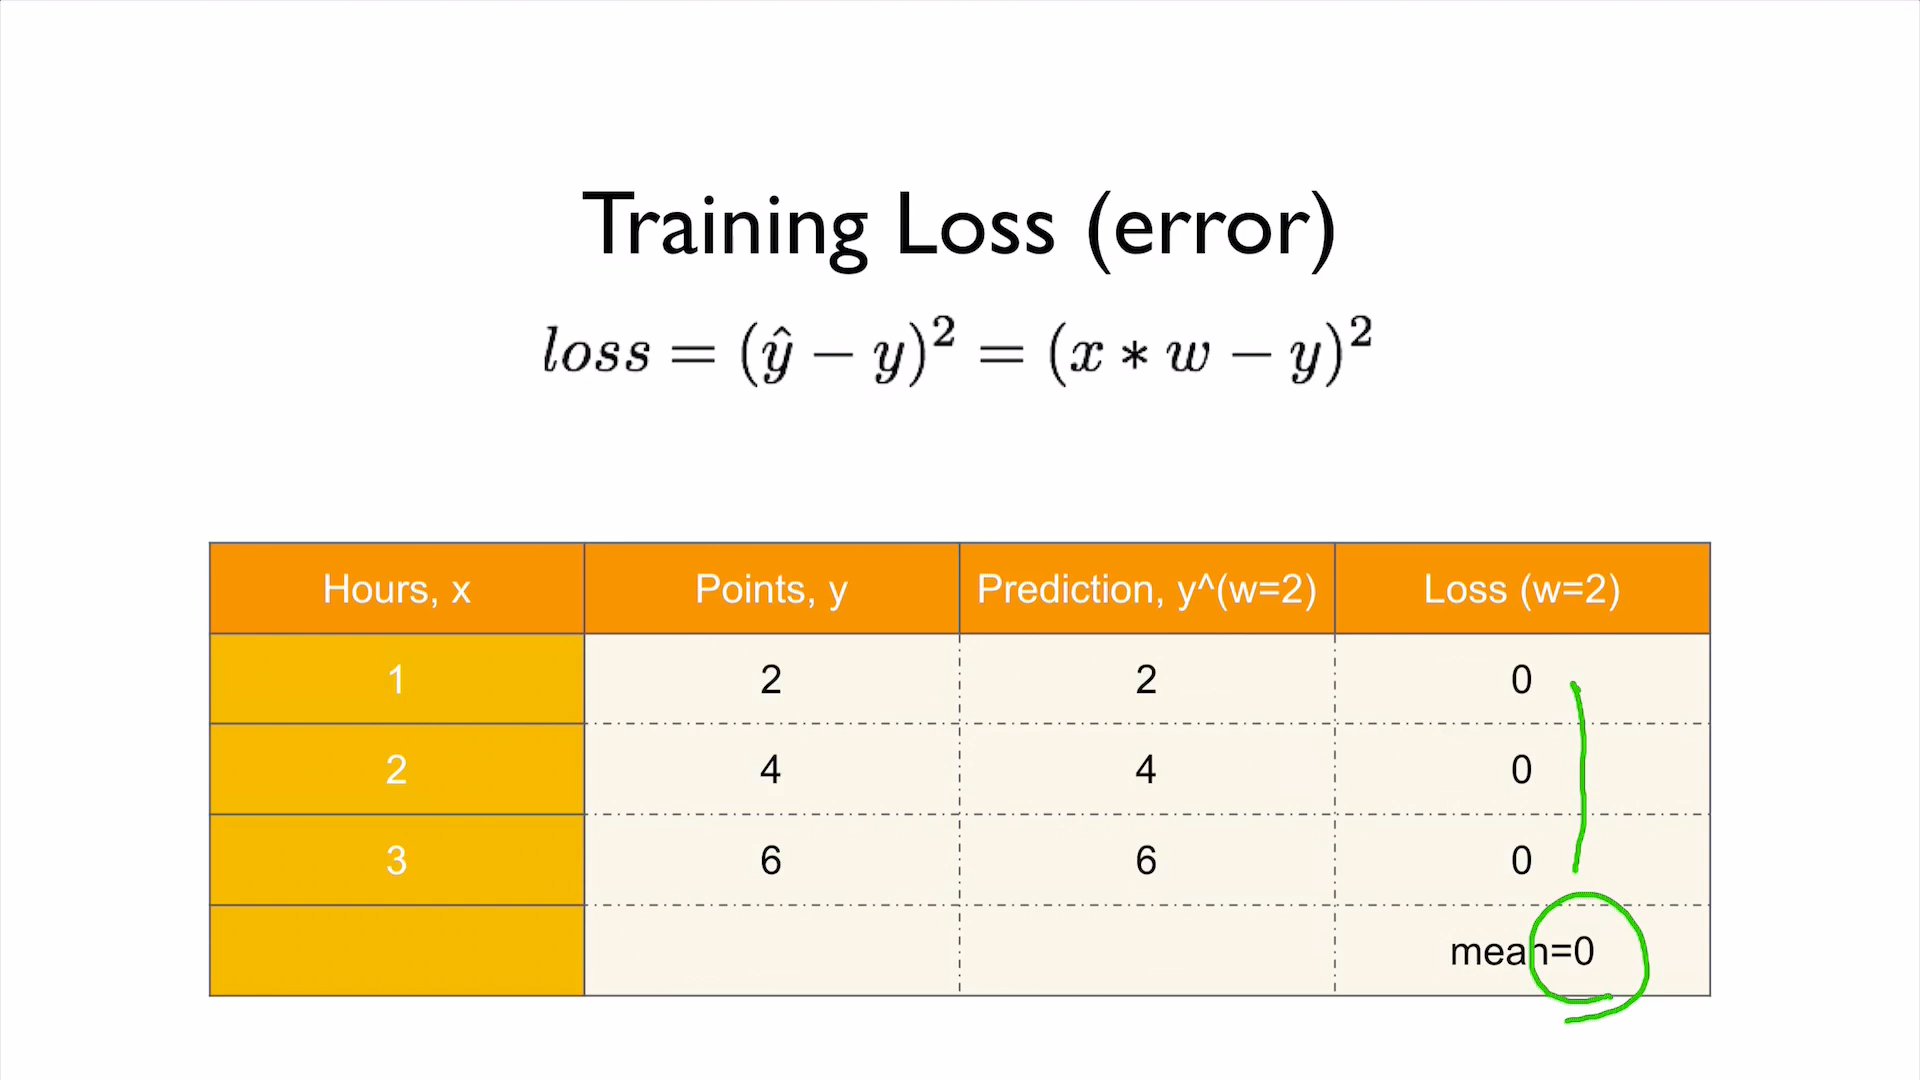 Training Loss (error)
loss = (ŷ − y)² = (x * w − y)²
Hours, x Points, y Prediction, y^(w=2) Loss (w=2)
1 2 2 0
2 4 4 0
3 6 6 0
mean=0